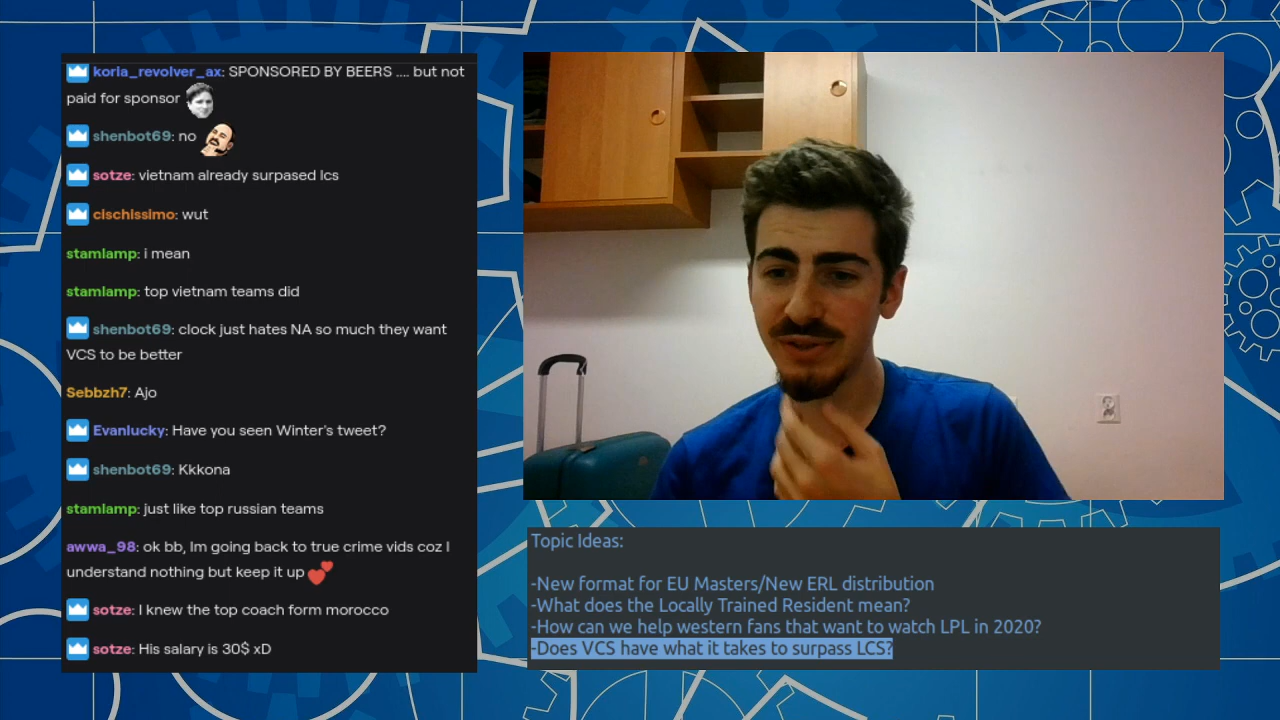 koria_revolver_ax: SPONSORED BY BEERS .... but not
paid for sponsor
shenbot69: no
sotze: vietnam already surpased lcs
cischissimo: wut
stamlamp: i mean
stamlamp: top vietnam teams did
shenbot69: clock just hates NA so much they want
VCS to be better
Sebbzh7: Ajo
Evanlucky: Have you seen Winter's tweet?
shenbot69: Kkkona
stamlamp: just like top russian teams
awwa_98: ok bb, Im going back to true crime vids coz I
understand nothing but keep it up
sotze: I knew the top coach form morocco
sotze: His salary is 30$ xD
Topic Ideas:
-New format for EU Masters/New ERL distribution
-What does the Locally Trained Resident mean?
-How can we help western fans that want to watch LPL in 2020?
-Does VCS have what it takes to surpass LCS?